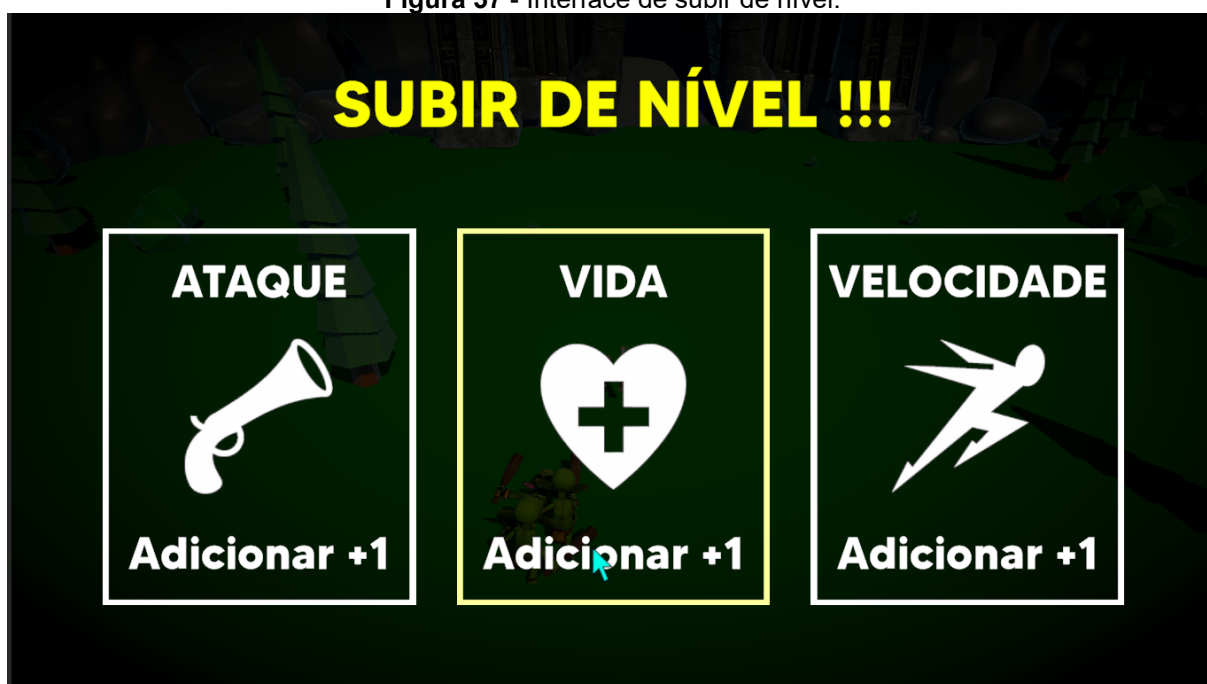 Figura 37 - Interface de subir de nível.
SUBIR DE NÍVEL !!!
ATAQUE
Adicionar +1
VIDA
Adicionar +1
VELOCIDADE
Adicionar +1